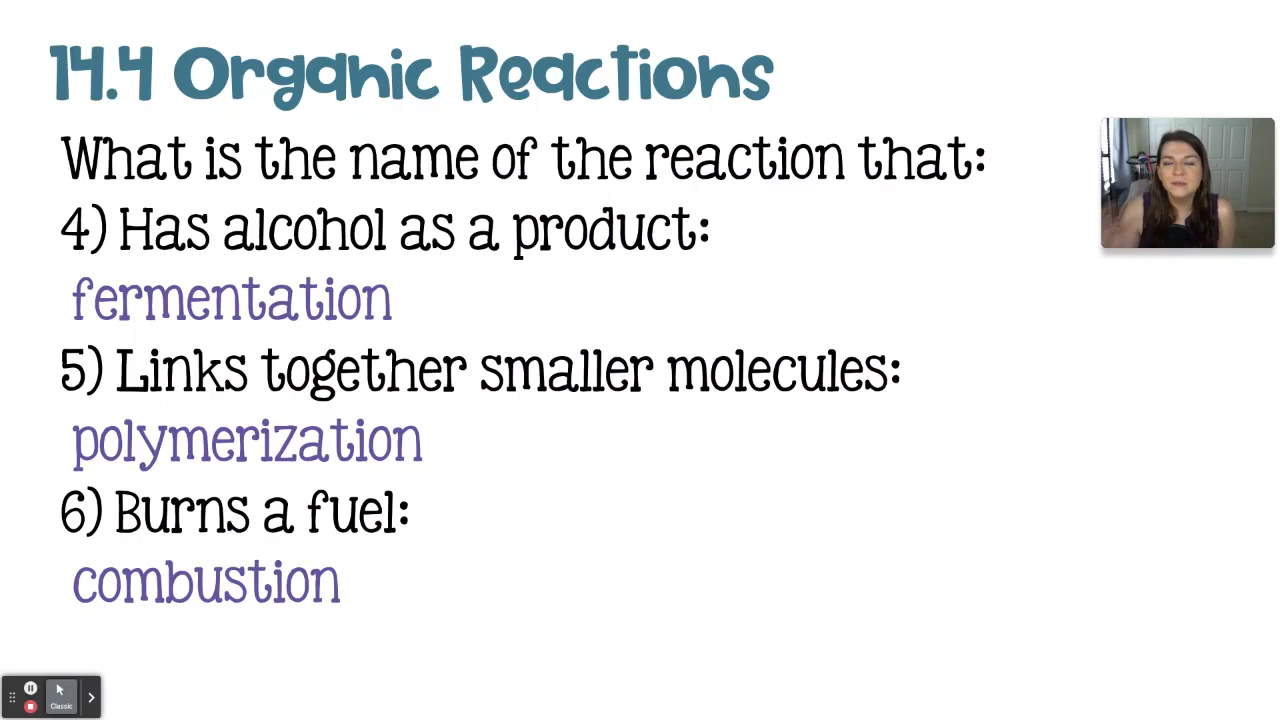 14.4 Organic Reactions
What is the name of the reaction that:
4) Has alcohol as a product:
fermentation
5) Links together smaller molecules:
polymerization
6) Burns a fuel:
combustion
Classic